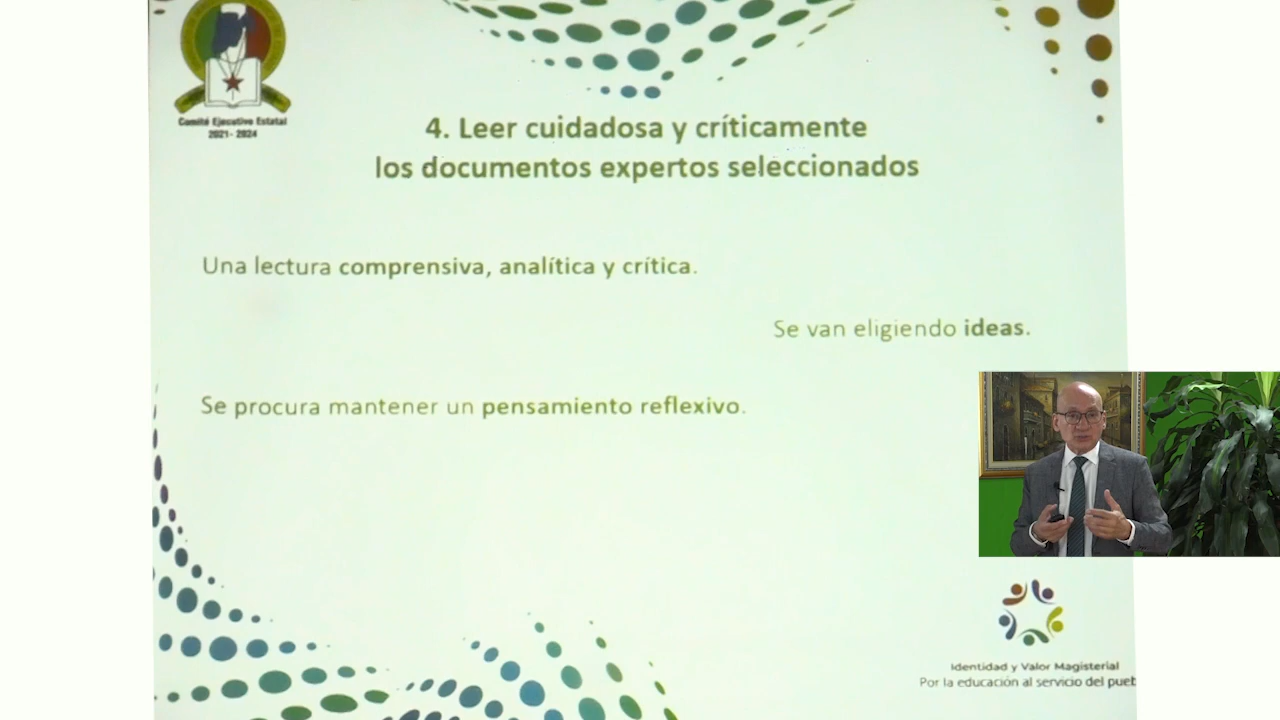 Comité Ejecutivo Estatal
2021- 2024
4. Leer cuidadosa y críticamente
los documentos expertos seleccionados
Una lectura comprensiva, analítica y crítica.
Se van eligiendo ideas.
Se procura mantener un pensamiento reflexivo.
Identidad y Valor Magisterial
Por la educación al servicio del pueb